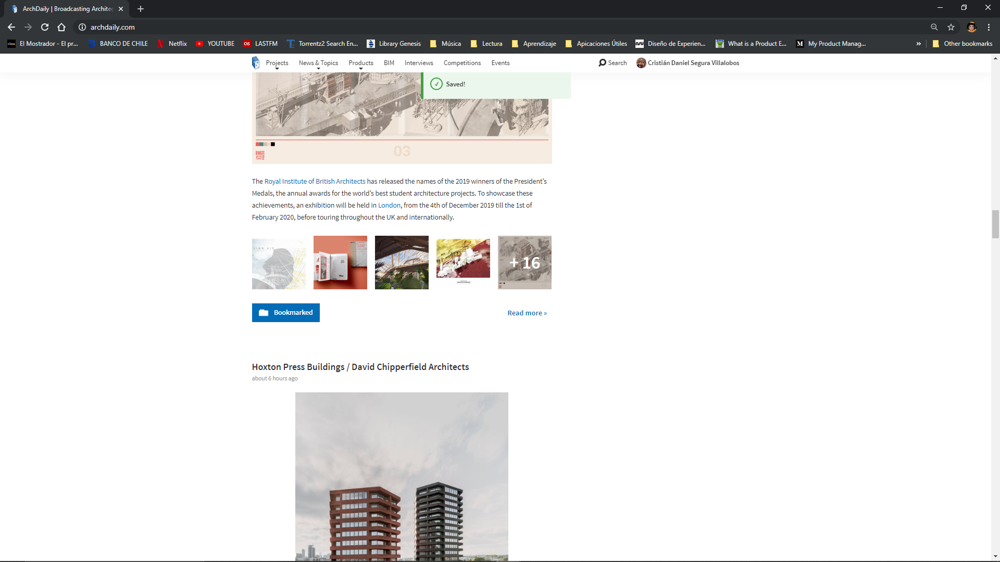 ArchDaily | Broadcasting Architec
archdaily.com
El Mostrador - El pr...
BANCO DE CHILE
Netflix
YOUTUBE
LASTFM
Torrentz2 Search En...
Library Genesis
Música
Lectura
Aprendizaje
Apicaciones Útiles
Diseño de Experien...
What is a Product E...
My Product Manag...
»
Other bookmarks
Projects
News & Topics
Products
BIM
Interviews
Competitions
Events
Search
Cristián Daniel Segura Villalobos
Saved!
03
The Royal Institute of British Architects has released the names of the 2019 winners of the President’s
Medals, the annual awards for the world’s best student architecture projects. To showcase these
achievements, an exhibition will be held in London, from the 4th of December 2019 till the 1st of
February 2020, before touring throughout the UK and internationally.
VIAN AIR
+ 16
Bookmarked
Read more »
Hoxton Press Buildings / David Chipperfield Architects
about 6 hours ago